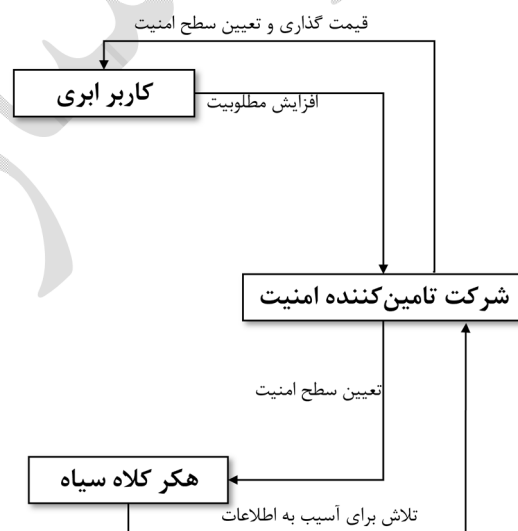 قیمت گذاری و تعیین سطح امنیت
کاربر ابری
افزایش مطلوبیت
شرکت تامین‌کننده امنیت
تعیین سطح امنیت
هکر کلاه سیاه
تلاش برای آسیب به اطلاعات